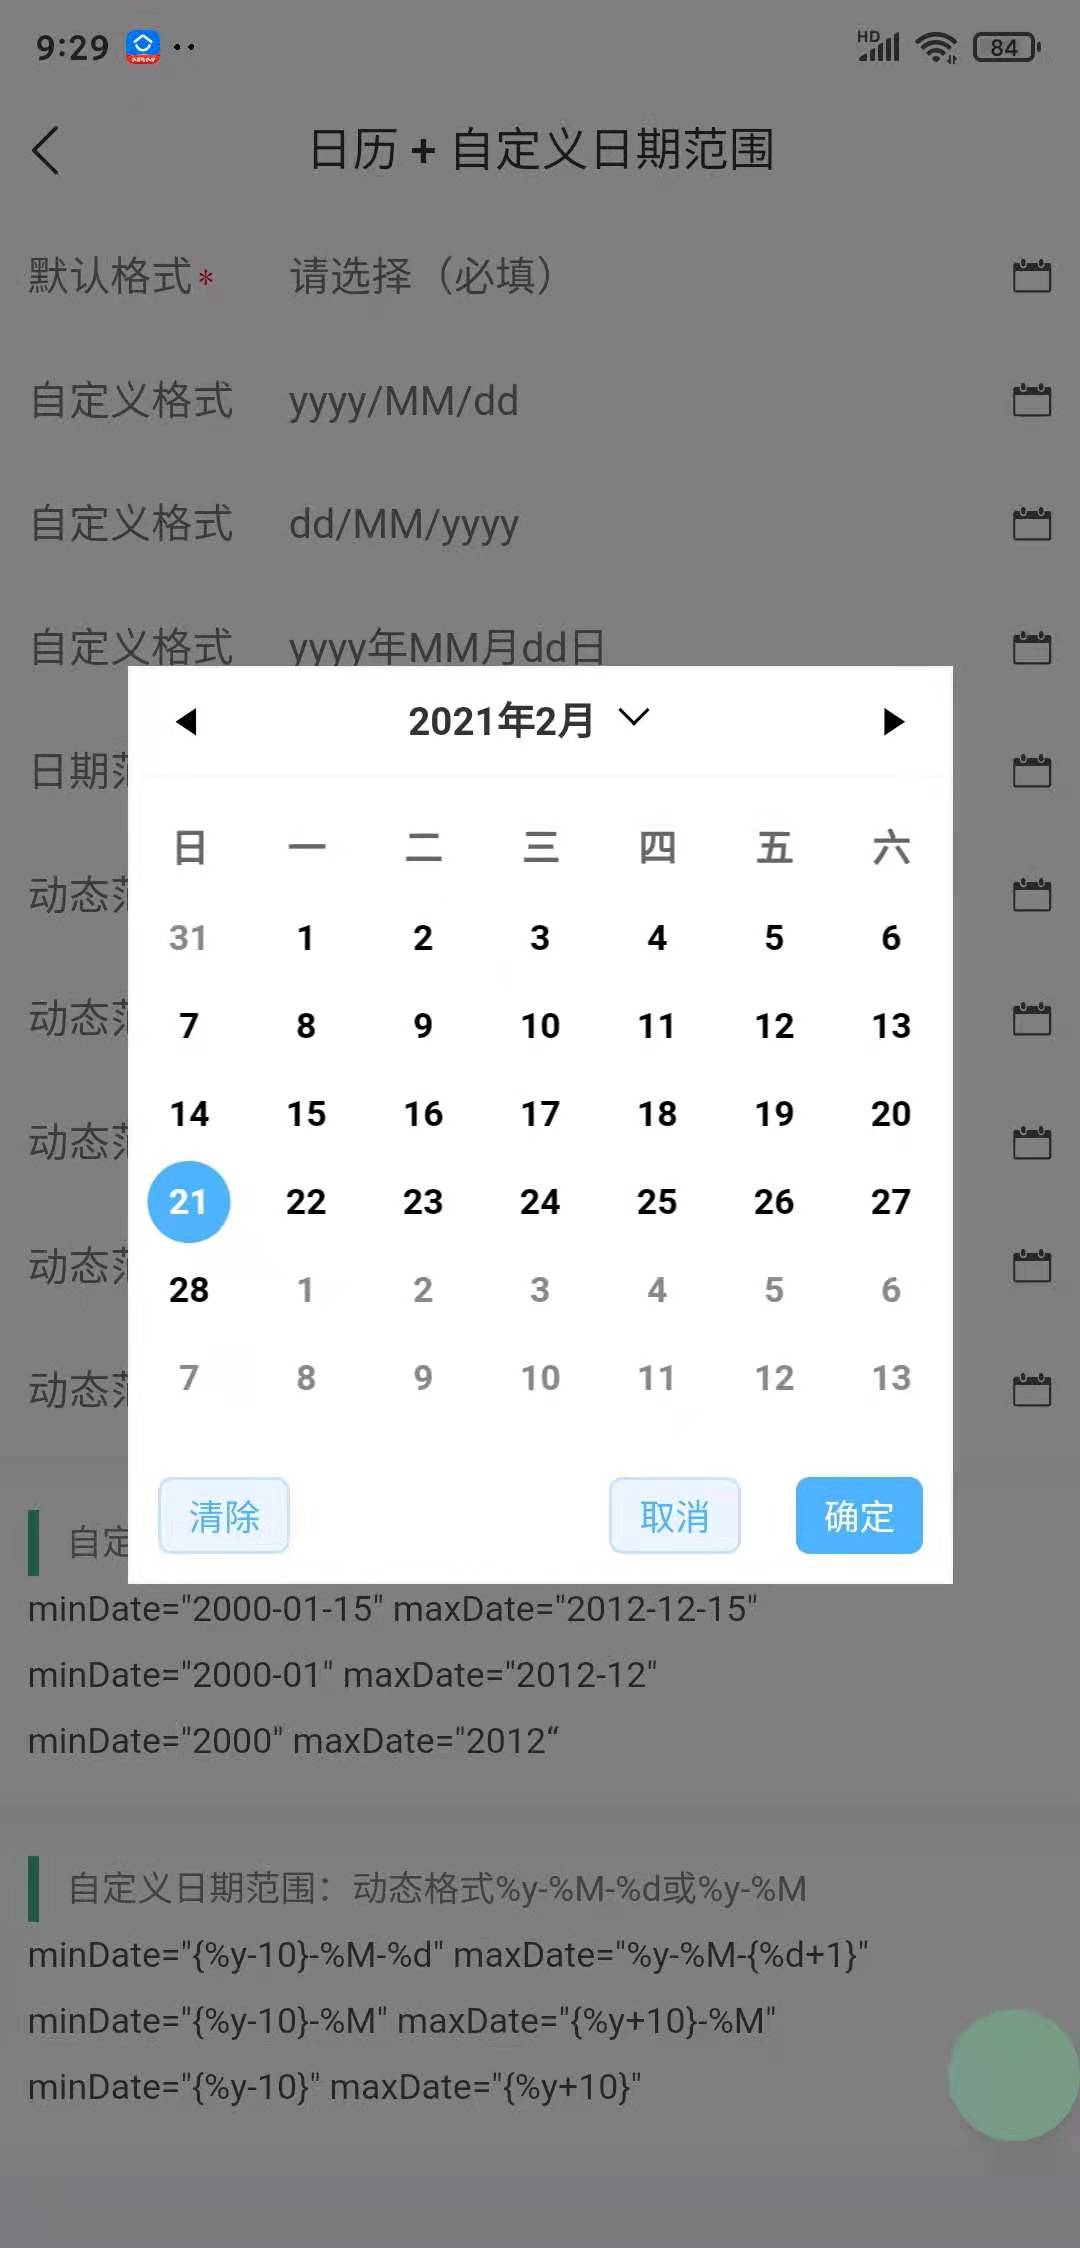 9:29
HD
84
日历 + 自定义日期范围
默认格式* 请选择（必填）
自定义格式 yyyy/MM/dd
自定义格式 dd/MM/yyyy
自定义格式 yyyy年MM月dd日
2021年2月
日期
日 一 二 三 四 五 六
动态
31 1 2 3 4 5 6
动态
7 8 9 10 11 12 13
动态
14 15 16 17 18 19 20
21 22 23 24 25 26 27
动态
28 1 2 3 4 5 6
动态
7 8 9 10 11 12 13
清除 取消 确定
自定
minDate="2000-01-15" maxDate="2012-12-15"
minDate="2000-01" maxDate="2012-12"
minDate="2000" maxDate="2012“
自定义日期范围：动态格式%y-%M-%d或%y-%M
minDate="{%y-10}-%M-%d" maxDate="%y-%M-{%d+1}"
minDate="{%y-10}-%M" maxDate="{%y+10}-%M"
minDate="{%y-10}" maxDate="{%y+10}"